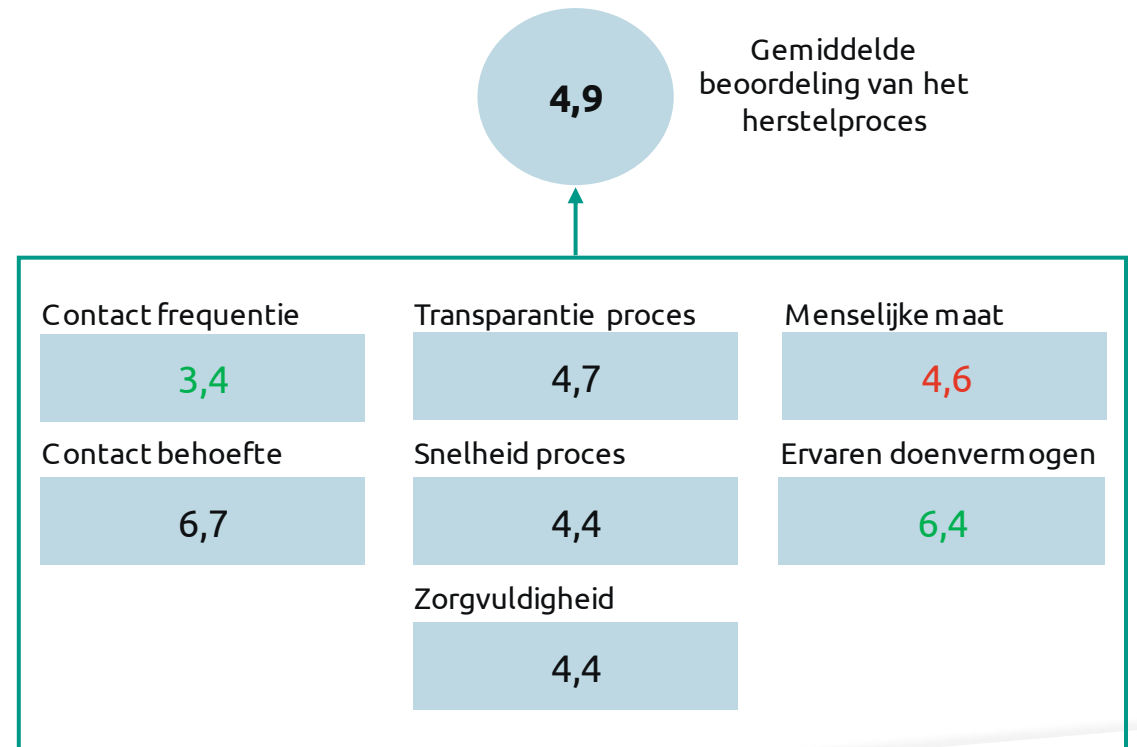 4,9
Gemiddelde
beoordeling van het
herstelproces
Contact frequentie
3,4
Contact behoefte
6,7
Transparantie proces
4,7
Snelheid proces
4,4
Zorgvuldigheid
4,4
Menselijke maat
4,6
Ervaren doenvermogen
6,4